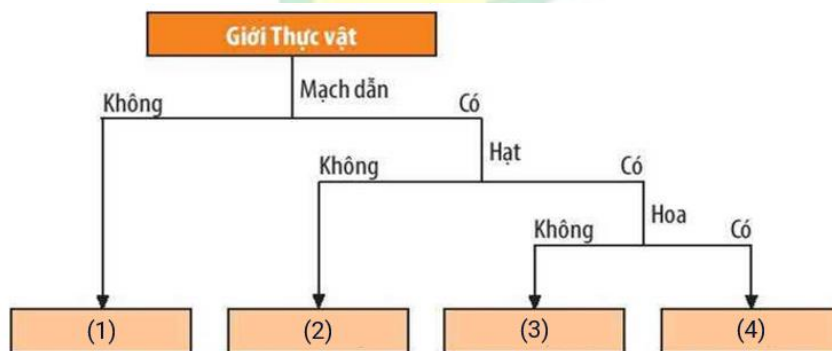 Giới Thực vật
Mạch dẫn
Không
Có
Hạt
Không
Có
Hoa
Không
Có
(1)
(2)
(3)
(4)